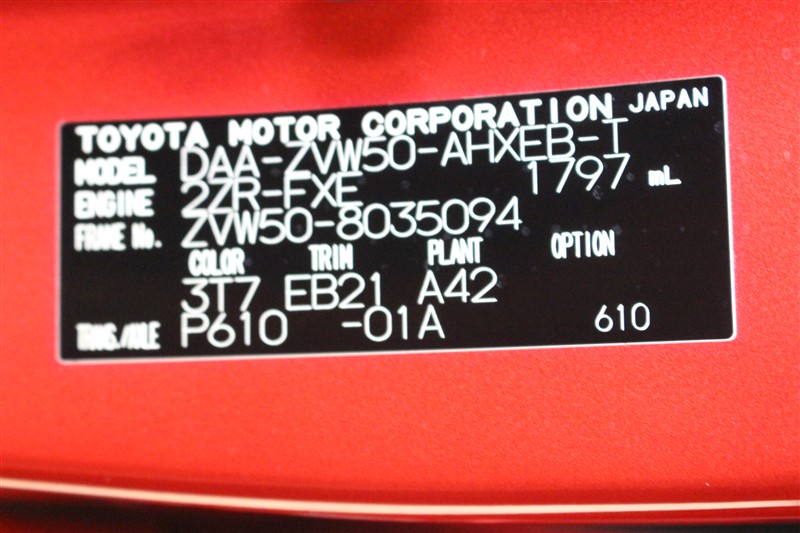 TOYOTA MOTOR CORPORATION JAPAN
MODEL DAA-ZVW50-AHXEB-T
ENGINE 2ZR-FXE 1797 mL
FRAME No. ZVW50-8035094
COLOR TRIM PLANT OPTION
3T7 EB21 A42
TRANS./AXLE P610 -01A 610